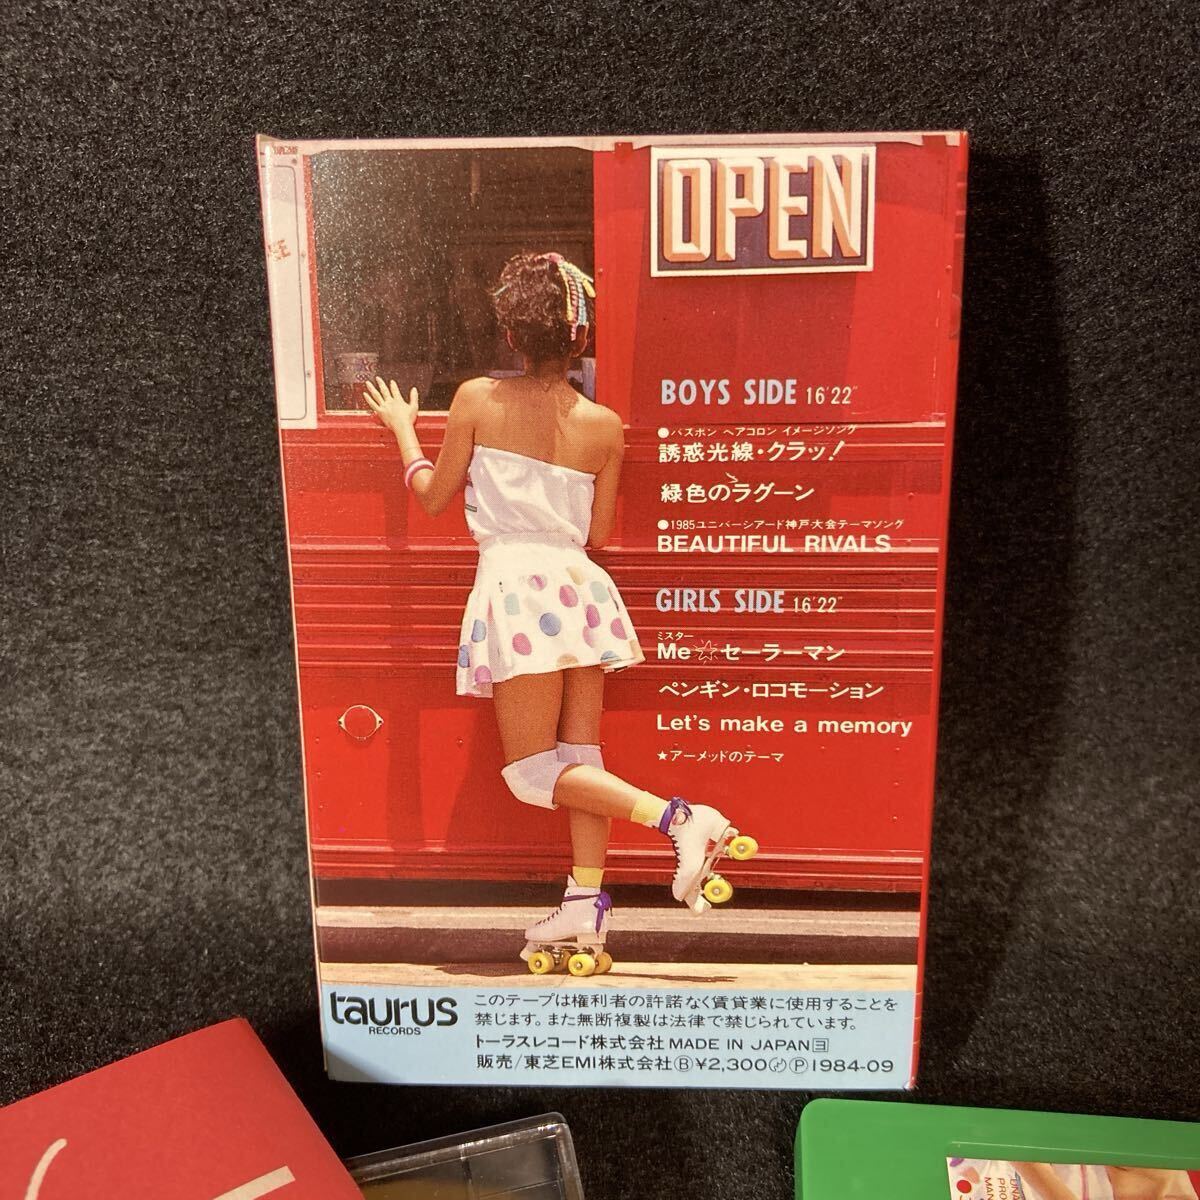 OPEN
BOYS SIDE 16'22"
●バスボン ヘアコロン イメージソング
誘惑光線・クラッ!
緑色のラグーン
●1985ユニバーシアード神戸大会テーマソング
BEAUTIFUL RIVALS
GIRLS SIDE 16'22"
ミスター
Me☆セーラーマン
ペンギン・ロコモーション
Let's make a memory
★アーメッドのテーマ
taurus
RECORDS
このテープは権利者の許諾なく賃貸業に使用することを
禁じます。また無断複製は法律で禁じられています。
トーラスレコード株式会社 MADE IN JAPAN ヨ
販売/東芝EMI株式会社Ⓑ¥2,300 Ⓟ1984-09